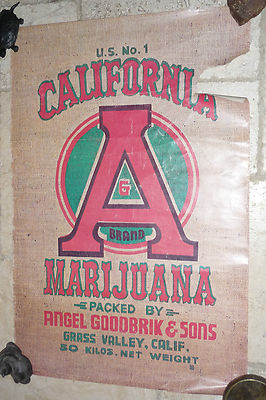 U.S. No. 1
CALIFORNIA
A
BRAND
MARIJUANA
PACKED BY
ANGEL GOODBRIK & SONS
GRASS VALLEY, CALIF.
50 KILOS. NET WEIGHT